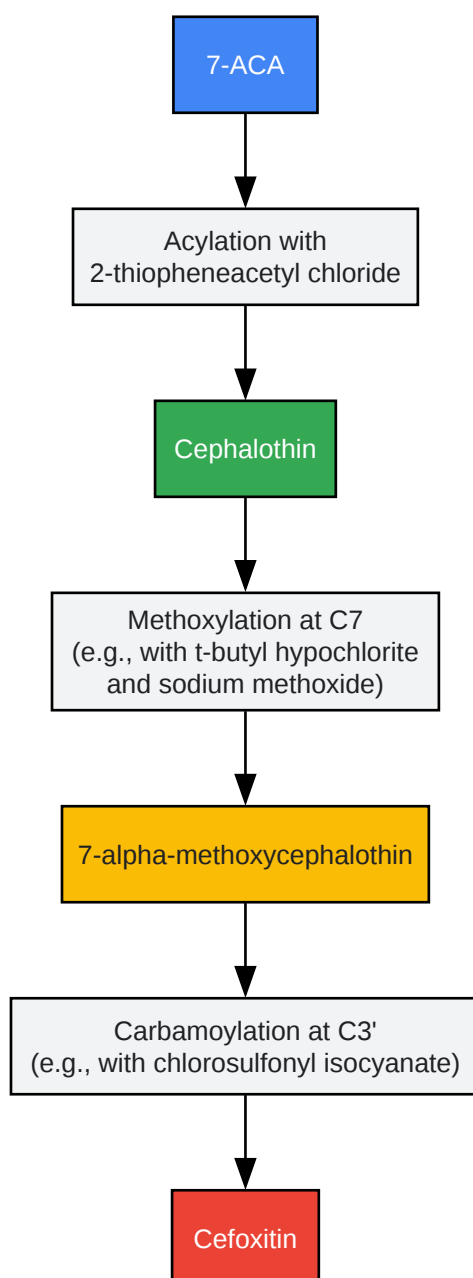 7-ACA
Acylation with
2-thiopheneacetyl chloride
Cephalothin
Methoxylation at C7
(e.g., with t-butyl hypochlorite
and sodium methoxide)
7-alpha-methoxycephalothin
Carbamoylation at C3'
(e.g., with chlorosulfonyl isocyanate)
Cefoxitin